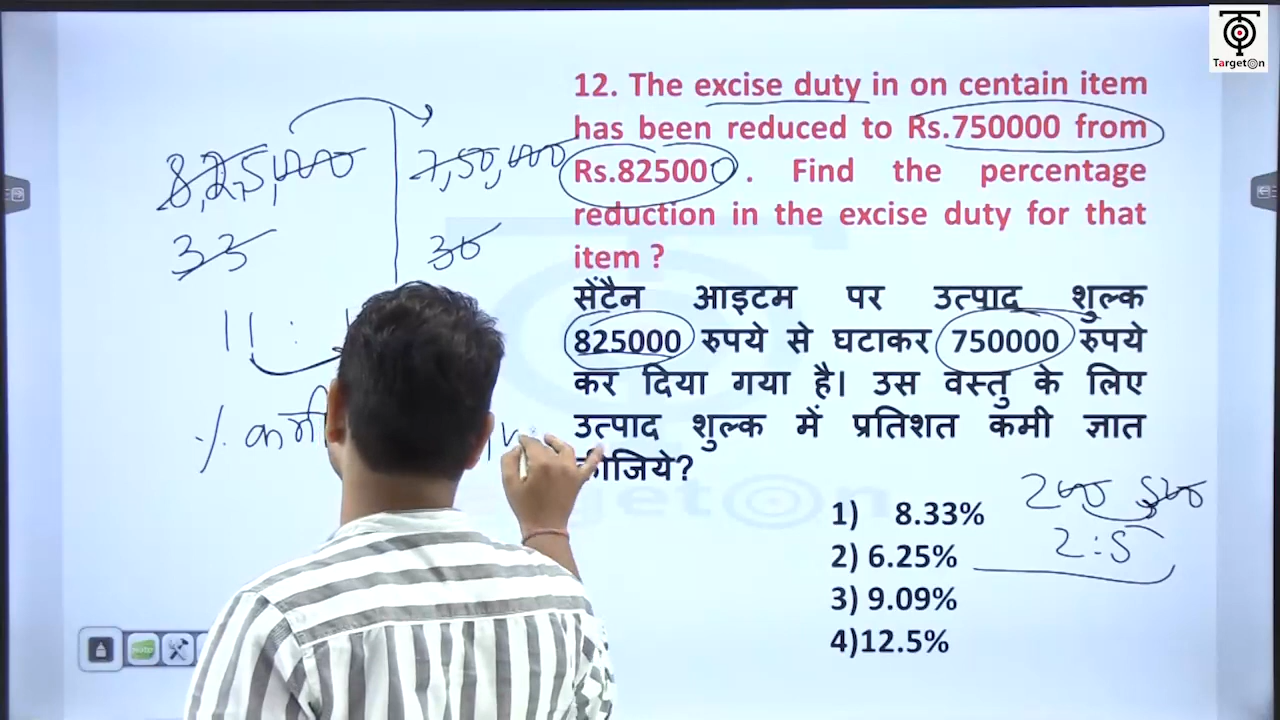 TargetOn
12. The excise duty in on centain item
has been reduced to Rs.750000 from
Rs.825000 . Find the percentage
reduction in the excise duty for that
item ?
सेंटैन आइटम पर उत्पाद शुल्क
825000 रुपये से घटाकर 750000 रुपये
कर दिया गया है। उस वस्तु के लिए
उत्पाद शुल्क में प्रतिशत कमी ज्ञात
कीजिये?
1) 8.33%
2) 6.25%
3) 9.09%
4)12.5%
8,25,000 7,50,000
33 30
11 :
% कमी
200 500
2:5